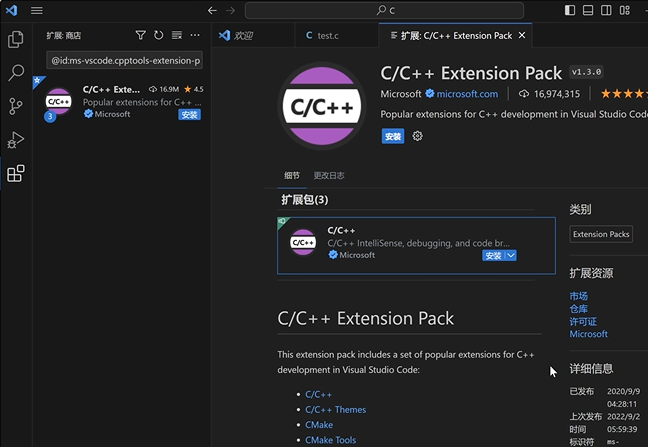 C
扩展: 商店
欢迎
C test.c
扩展: C/C++ Extension Pack
@id:ms-vscode.cpptools-extension-p
C/C++
3
C/C++ Exte...
16.9M
4.5
Popular extensions for C++ ...
Microsoft
安装
C/C++
C/C++ Extension Pack
v1.3.0
Microsoft
microsoft.com
16,974,315
Popular extensions for C++ development in Visual Studio Code
安装
细节
更改日志
扩展包(3)
C/C++
C/C++
C/C++ IntelliSense, debugging, and code br...
Microsoft
安装
C/C++ Extension Pack
This extension pack includes a set of popular extensions for C++
development in Visual Studio Code:
C/C++
C/C++ Themes
CMake
CMake Tools
类别
Extension Packs
扩展资源
市场
仓库
许可证
Microsoft
详细信息
已发布 2020/9/9
04:28:11
上次发布 2022/9/2
时间 05:59:39
标识符 ms-